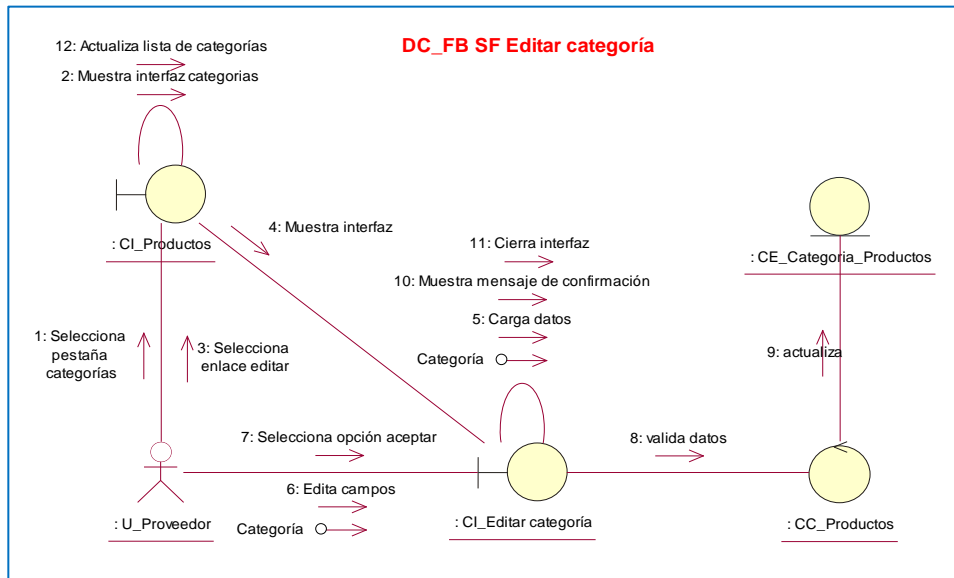 DC_FB SF Editar categoría
12: Actualiza lista de categorías
2: Muestra interfaz categorias
: CI_Productos
4: Muestra interfaz
11: Cierra interfaz
10: Muestra mensaje de confirmación
5: Carga datos
Categoría
: CE_Categoria_Productos
1: Selecciona
pestaña
categorías
3: Selecciona
enlace editar
9: actualiza
7: Selecciona opción aceptar
8: valida datos
6: Edita campos
Categoría
: U_Proveedor
: CI_Editar categoría
: CC_Productos